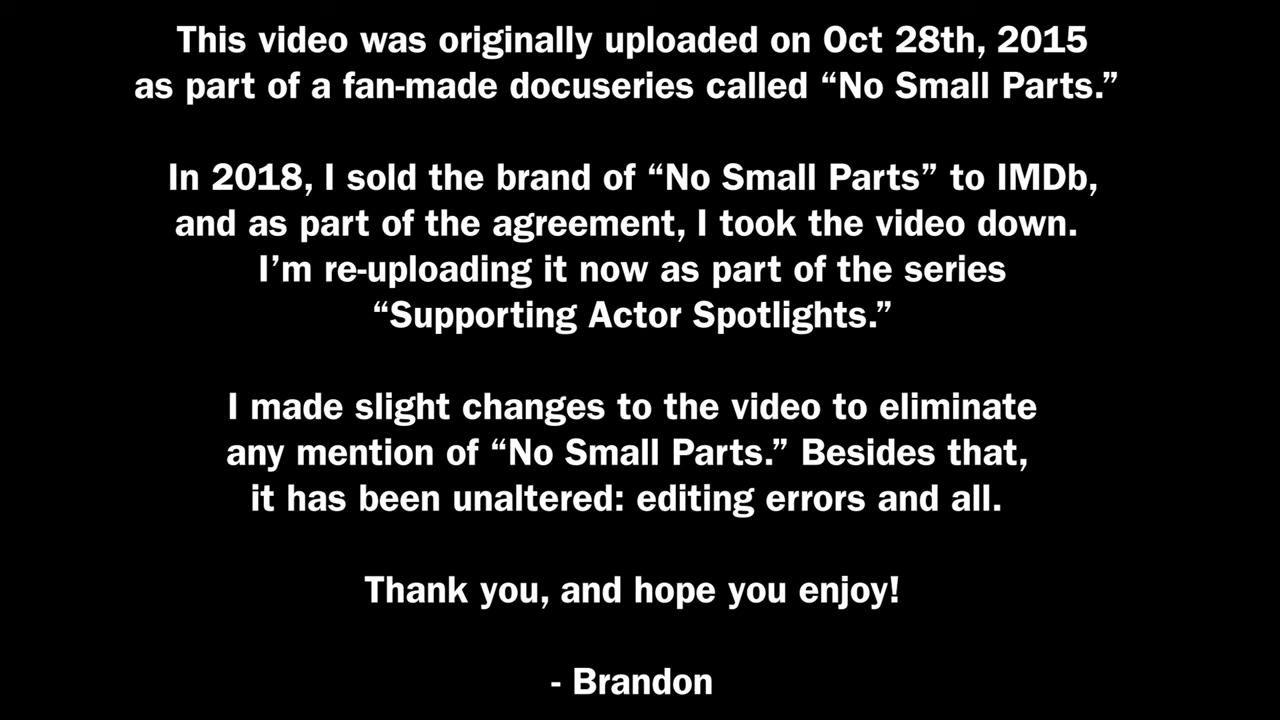 This video was originally uploaded on Oct 28th, 2015
as part of a fan-made docuseries called “No Small Parts.”
In 2018, I sold the brand of “No Small Parts” to IMDb,
and as part of the agreement, I took the video down.
I’m re-uploading it now as part of the series
“Supporting Actor Spotlights.”
I made slight changes to the video to eliminate
any mention of “No Small Parts.” Besides that,
it has been unaltered: editing errors and all.
Thank you, and hope you enjoy!
- Brandon